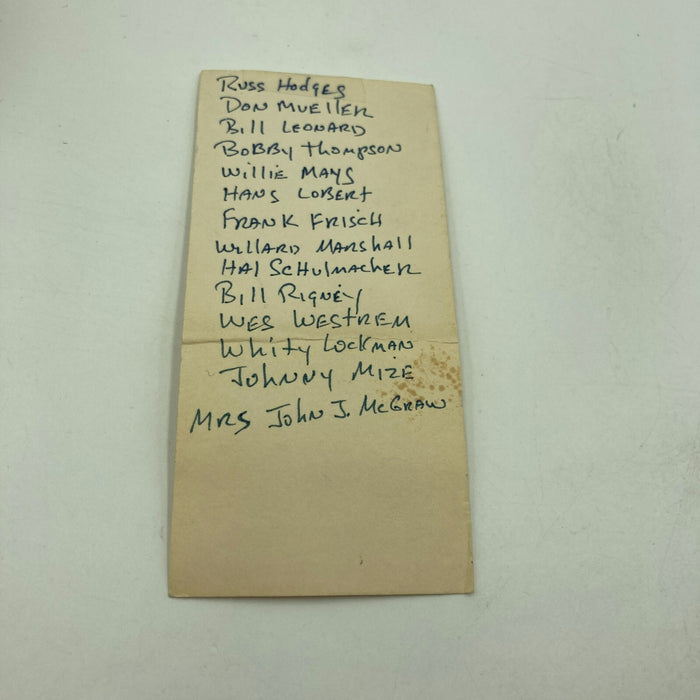 Russ Hodges
Don Mueller
Bill Leonard
Bobby Thompson
Willie Mays
Hans Lobert
Frank Frisch
Willard Marshall
Hal Schulmacher
Bill Rigney
Wes Westrem
Whity Lockman
Johnny Mize
Mrs John J. McGraw